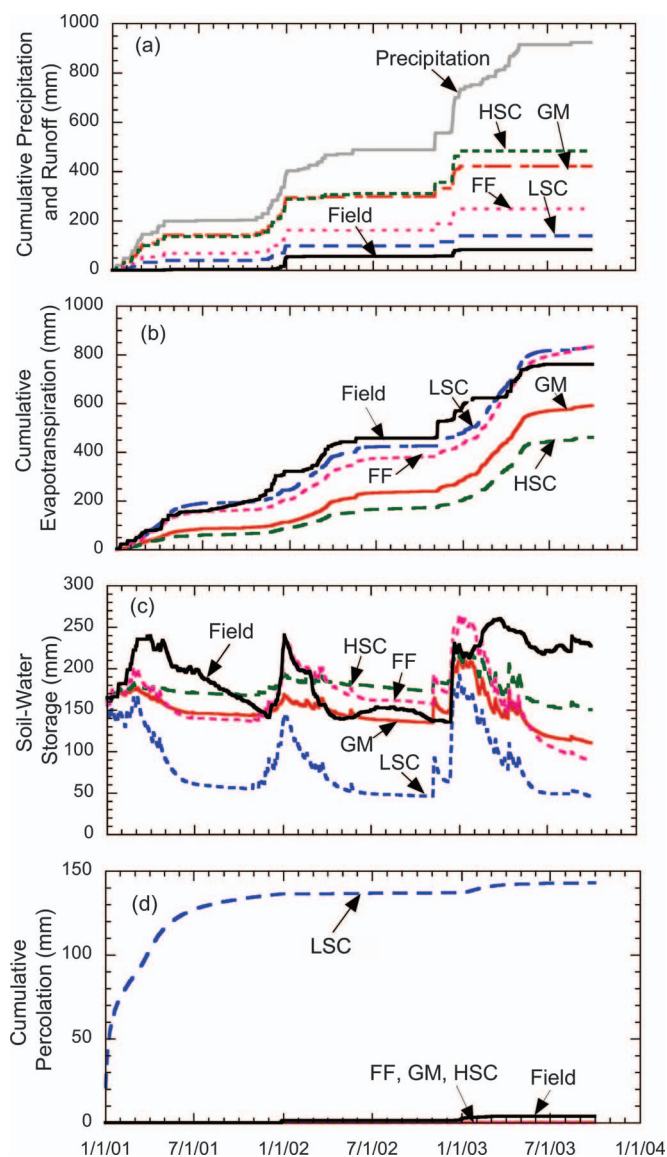 (a)
Cumulative Precipitation
and Runoff (mm)
1000
800
600
400
200
0
Precipitation
HSC
GM
FF
LSC
Field
(b)
Cumulative
Evapotranspiration (mm)
800
600
400
200
0
Field
LSC
FF
GM
HSC
(c)
Soil-Water
Storage (mm)
300
250
200
150
100
50
0
Field
HSC
FF
GM
LSC
(d)
Cumulative
Percolation (mm)
150
100
50
0
LSC
FF, GM, HSC
Field
1/1/01 7/1/01 1/1/02 7/1/02 1/1/03 7/1/03 1/1/04